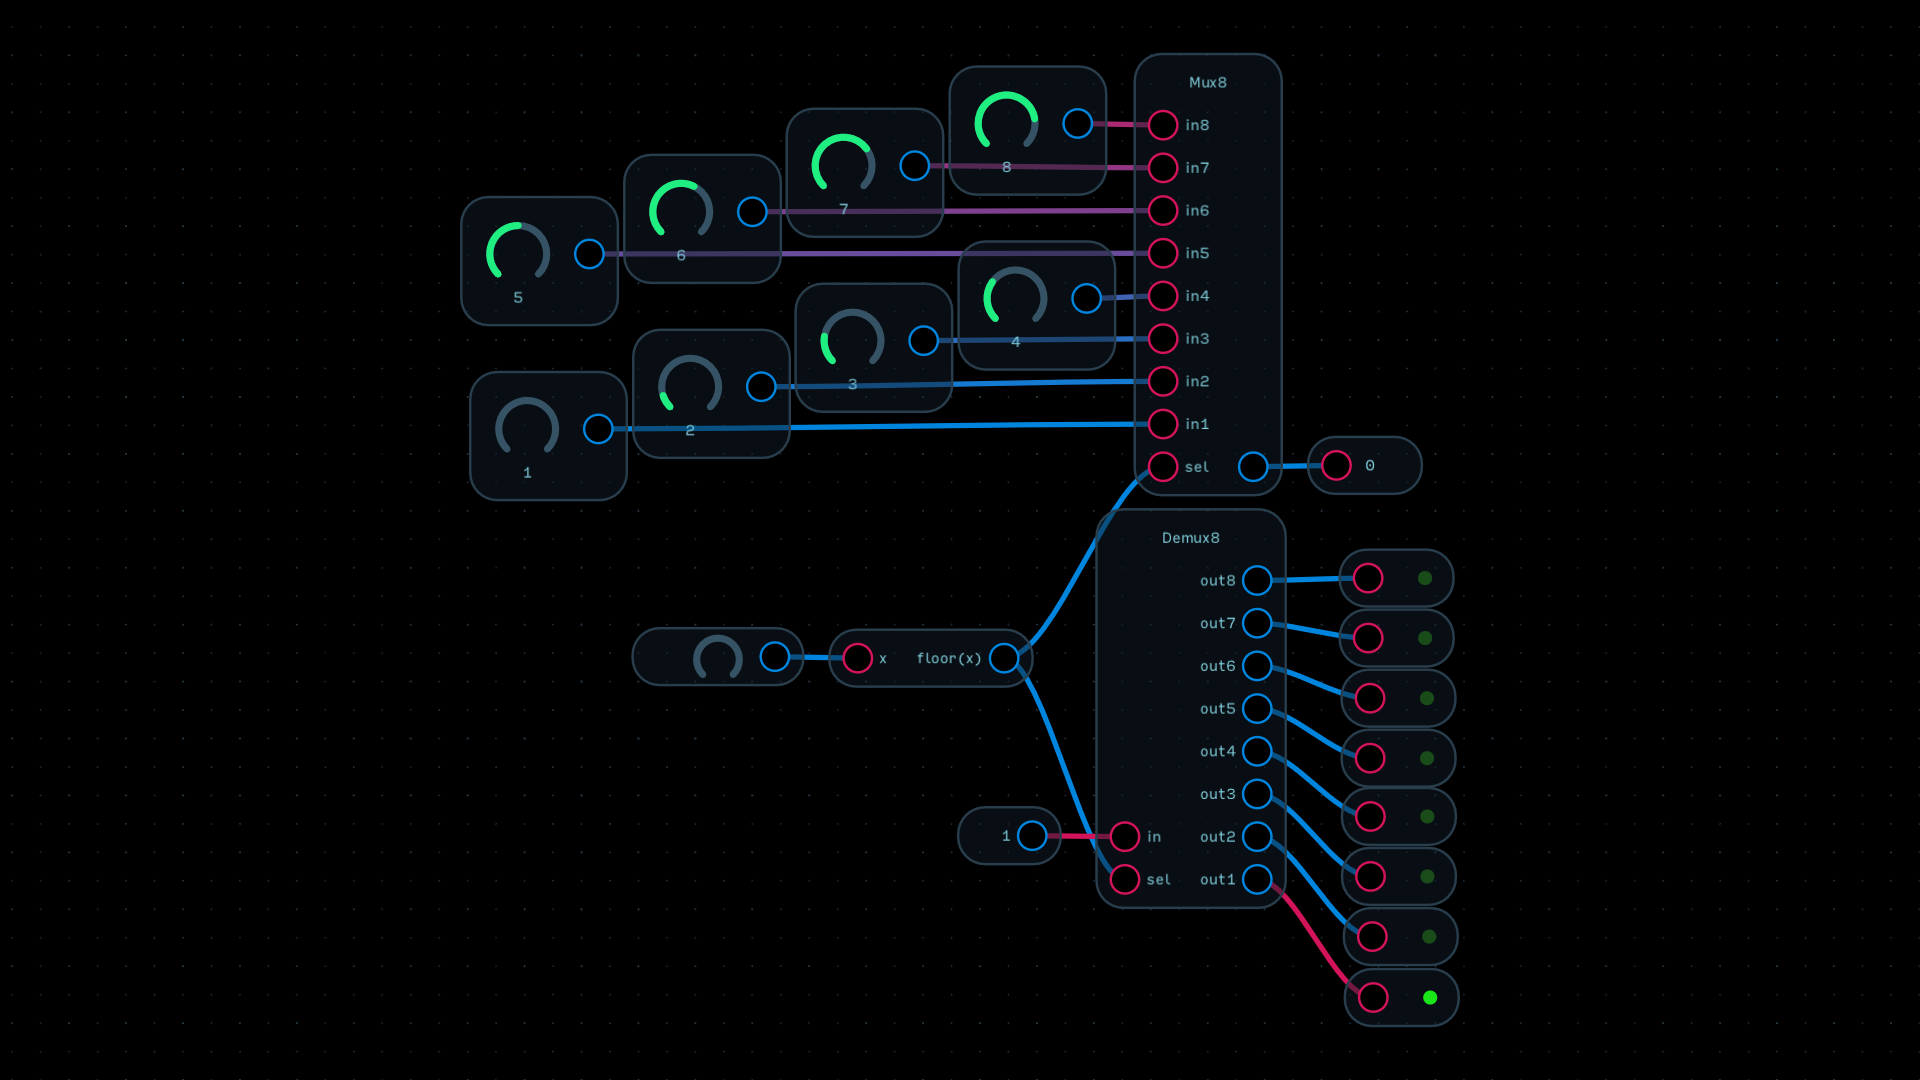 Mux8
in8
8
in7
7
in6
6
in5
5
in4
4
in3
3
in2
2
in1
1
sel
0
Demux8
out8
out7
out6
x floor(x)
out5
out4
out3
1
in out2
sel out1